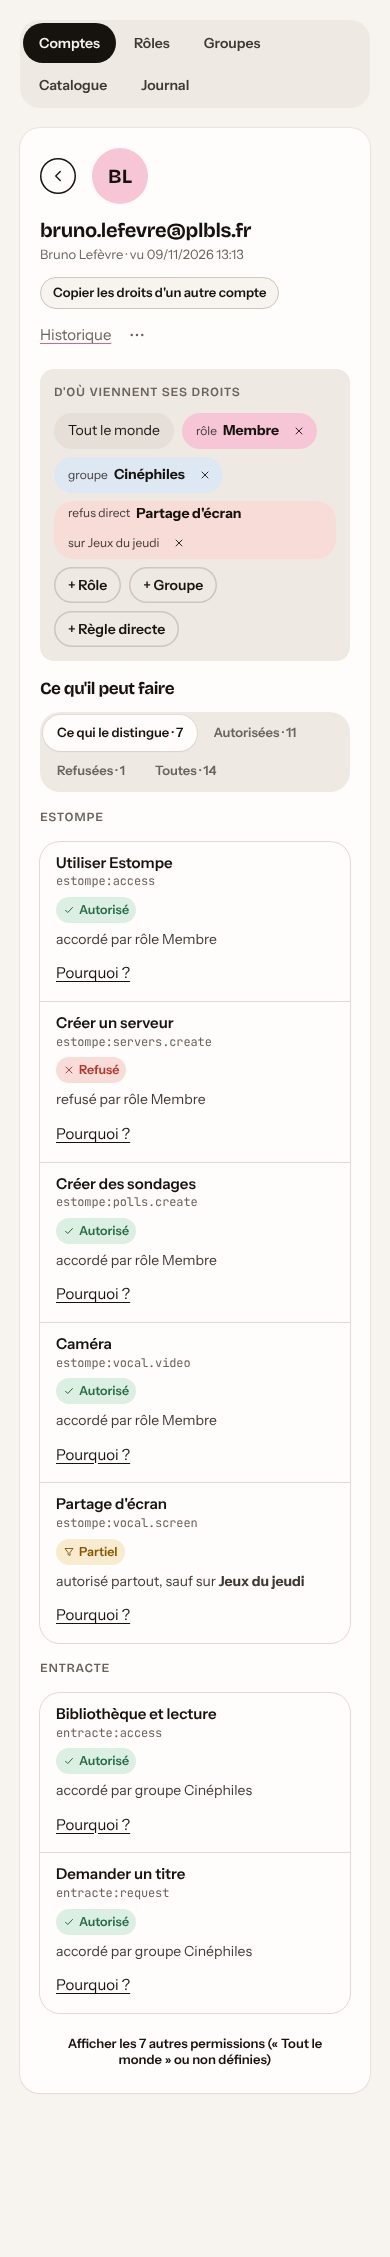 Comptes Rôles Groupes
Catalogue Journal
BL
bruno.lefevre@plbls.fr
Bruno Lefèvre · vu 09/11/2026 13:13
Copier les droits d'un autre compte
Historique ···
D'OÙ VIENNENT SES DROITS
Tout le monde rôle Membre ×
groupe Cinéphiles ×
refus direct Partage d'écran
sur Jeux du jeudi ×
+ Rôle + Groupe
+ Règle directe
Ce qu'il peut faire
Ce qui le distingue · 7 Autorisées · 11
Refusées · 1 Toutes · 14
ESTOMPE
Utiliser Estompe
estompe:access
✓ Autorisé
accordé par rôle Membre
Pourquoi ?
Créer un serveur
estompe:servers.create
× Refusé
refusé par rôle Membre
Pourquoi ?
Créer des sondages
estompe:polls.create
✓ Autorisé
accordé par rôle Membre
Pourquoi ?
Caméra
estompe:vocal.video
✓ Autorisé
accordé par rôle Membre
Pourquoi ?
Partage d'écran
estompe:vocal.screen
Partiel
autorisé partout, sauf sur Jeux du jeudi
Pourquoi ?
ENTRACTE
Bibliothèque et lecture
entracte:access
✓ Autorisé
accordé par groupe Cinéphiles
Pourquoi ?
Demander un titre
entracte:request
✓ Autorisé
accordé par groupe Cinéphiles
Pourquoi ?
Afficher les 7 autres permissions (« Tout le
monde » ou non définies)